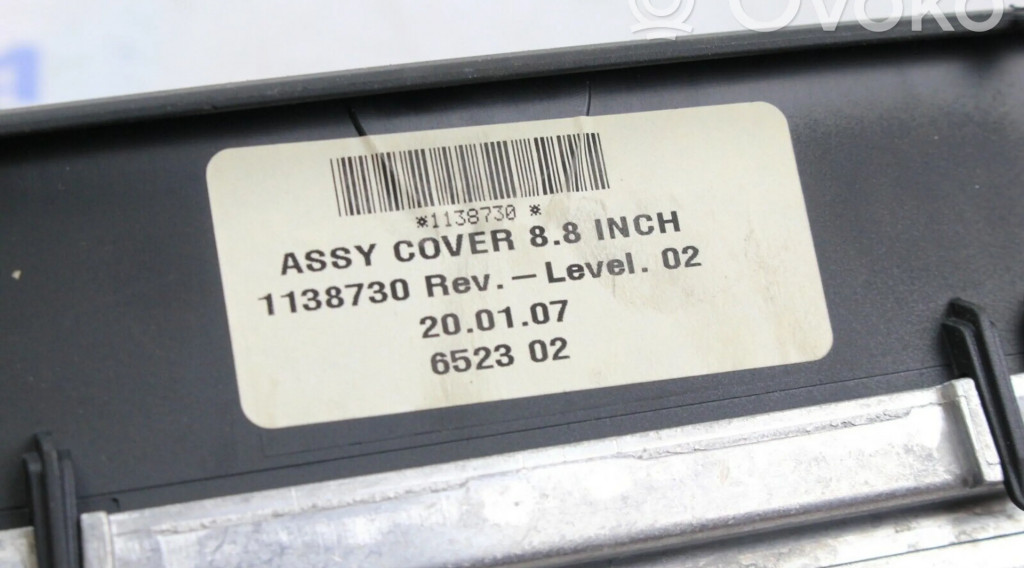 Ovoko
*1138730 *
ASSY COVER 8.8 INCH
1138730 Rev. – Level. 02
20.01.07
6523 02